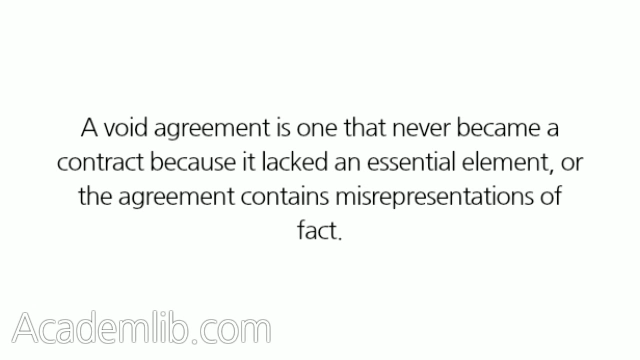 A void agreement is one that never became a
contract because it lacked an essential element, or
the agreement contains misrepresentations of
fact.
Academlib.com